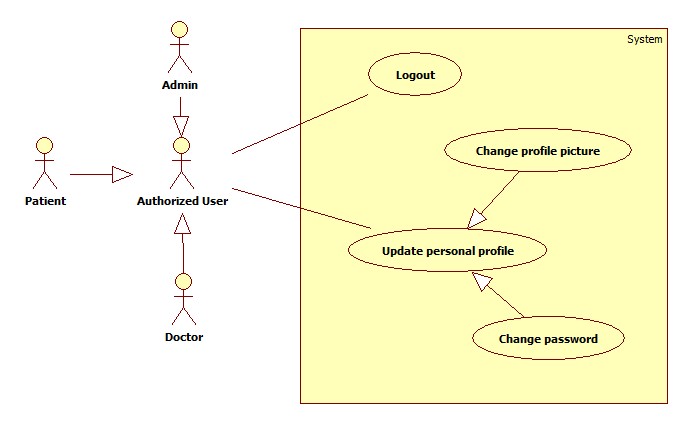 System
Admin
Logout
Change profile picture
Patient
Authorized User
Update personal profile
Doctor
Change password